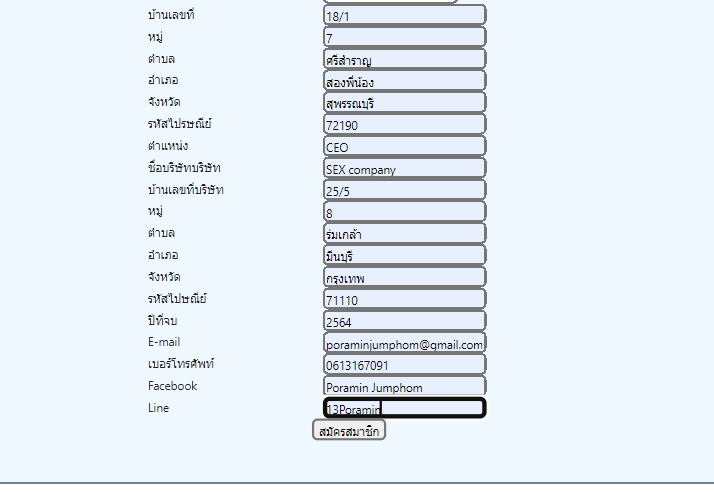 บ้านเลขที่ 18/1
หมู่ 7
ตำบล ศรีสำราญ
อำเภอ สองพี่น้อง
จังหวัด สุพรรณบุรี
รหัสไปรษณีย์ 72190
ตำแหน่ง CEO
ชื่อบริษัทบริษัท SEX company
บ้านเลขที่บริษัท 25/5
หมู่ 8
ตำบล ร่มเกล้า
อำเภอ มีนบุรี
จังหวัด กรุงเทพ
รหัสไปษณีย์ 71110
ปีที่จบ 2564
E-mail poraminjumphom@gmail.com
เบอร์โทรศัพท์ 0613167091
Facebook Poramin Jumphom
Line 13Poramin
สมัครสมาชิก